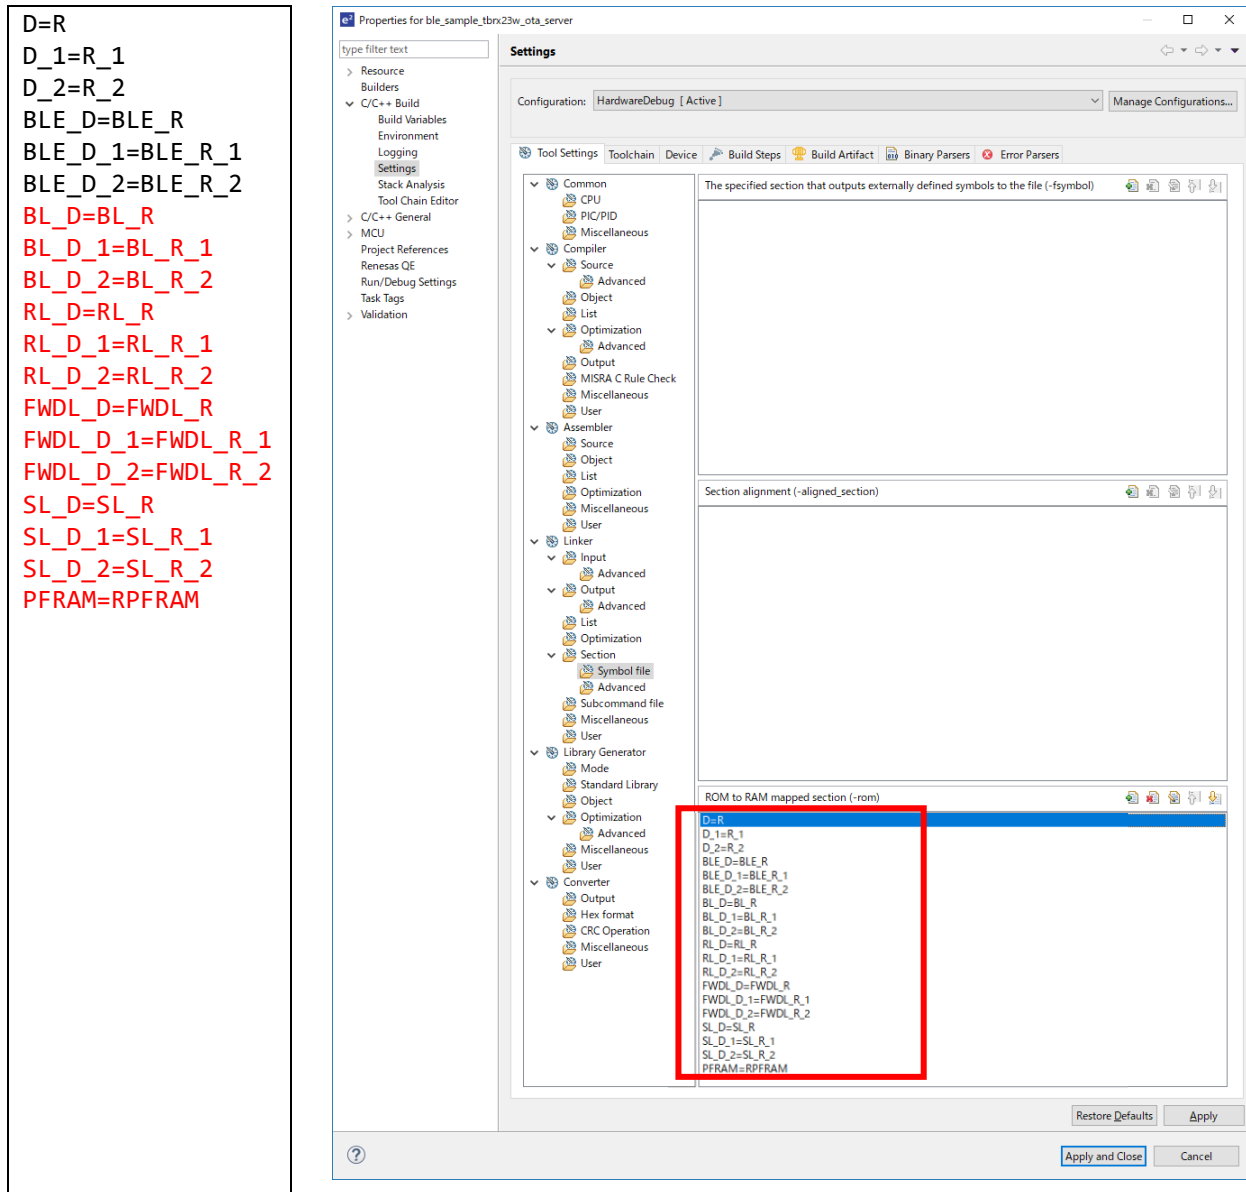 D=R
D_1=R_1
D_2=R_2
BLE_D=BLE_R
BLE_D_1=BLE_R_1
BLE_D_2=BLE_R_2
BL_D=BL_R
BL_D_1=BL_R_1
BL_D_2=BL_R_2
RL_D=RL_R
RL_D_1=RL_R_1
RL_D_2=RL_R_2
FWDL_D=FWDL_R
FWDL_D_1=FWDL_R_1
FWDL_D_2=FWDL_R_2
SL_D=SL_R
SL_D_1=SL_R_1
SL_D_2=SL_R_2
PFRAM=RPFRAM
e² Properties for ble_sample_tbrx23w_ota_server
type filter text
Resource
Builders
C/C++ Build
Build Variables
Environment
Logging
Settings
Stack Analysis
Tool Chain Editor
C/C++ General
MCU
Project References
Renesas QE
Run/Debug Settings
Task Tags
Validation
Settings
Configuration: HardwareDebug [ Active ] Manage Configurations...
Tool Settings Toolchain Device Build Steps Build Artifact Binary Parsers Error Parsers
Common
CPU
PIC/PID
Miscellaneous
Compiler
Source
Advanced
Object
List
Optimization
Advanced
Output
MISRA C Rule Check
Miscellaneous
User
Assembler
Source
Object
List
Optimization
Miscellaneous
User
Linker
Input
Advanced
Output
Advanced
List
Optimization
Section
Symbol file
Advanced
Subcommand file
Miscellaneous
User
Library Generator
Mode
Standard Library
Object
Optimization
Advanced
Miscellaneous
User
Converter
Output
Hex format
CRC Operation
Miscellaneous
User
The specified section that outputs externally defined symbols to the file (-fsymbol)
Section alignment (-aligned_section)
ROM to RAM mapped section (-rom)
D=R
D_1=R_1
D_2=R_2
BLE_D=BLE_R
BLE_D_1=BLE_R_1
BLE_D_2=BLE_R_2
BL_D=BL_R
BL_D_1=BL_R_1
BL_D_2=BL_R_2
RL_D=RL_R
RL_D_1=RL_R_1
RL_D_2=RL_R_2
FWDL_D=FWDL_R
FWDL_D_1=FWDL_R_1
FWDL_D_2=FWDL_R_2
SL_D=SL_R
SL_D_1=SL_R_1
SL_D_2=SL_R_2
PFRAM=RPFRAM
Restore Defaults Apply
? Apply and Close Cancel